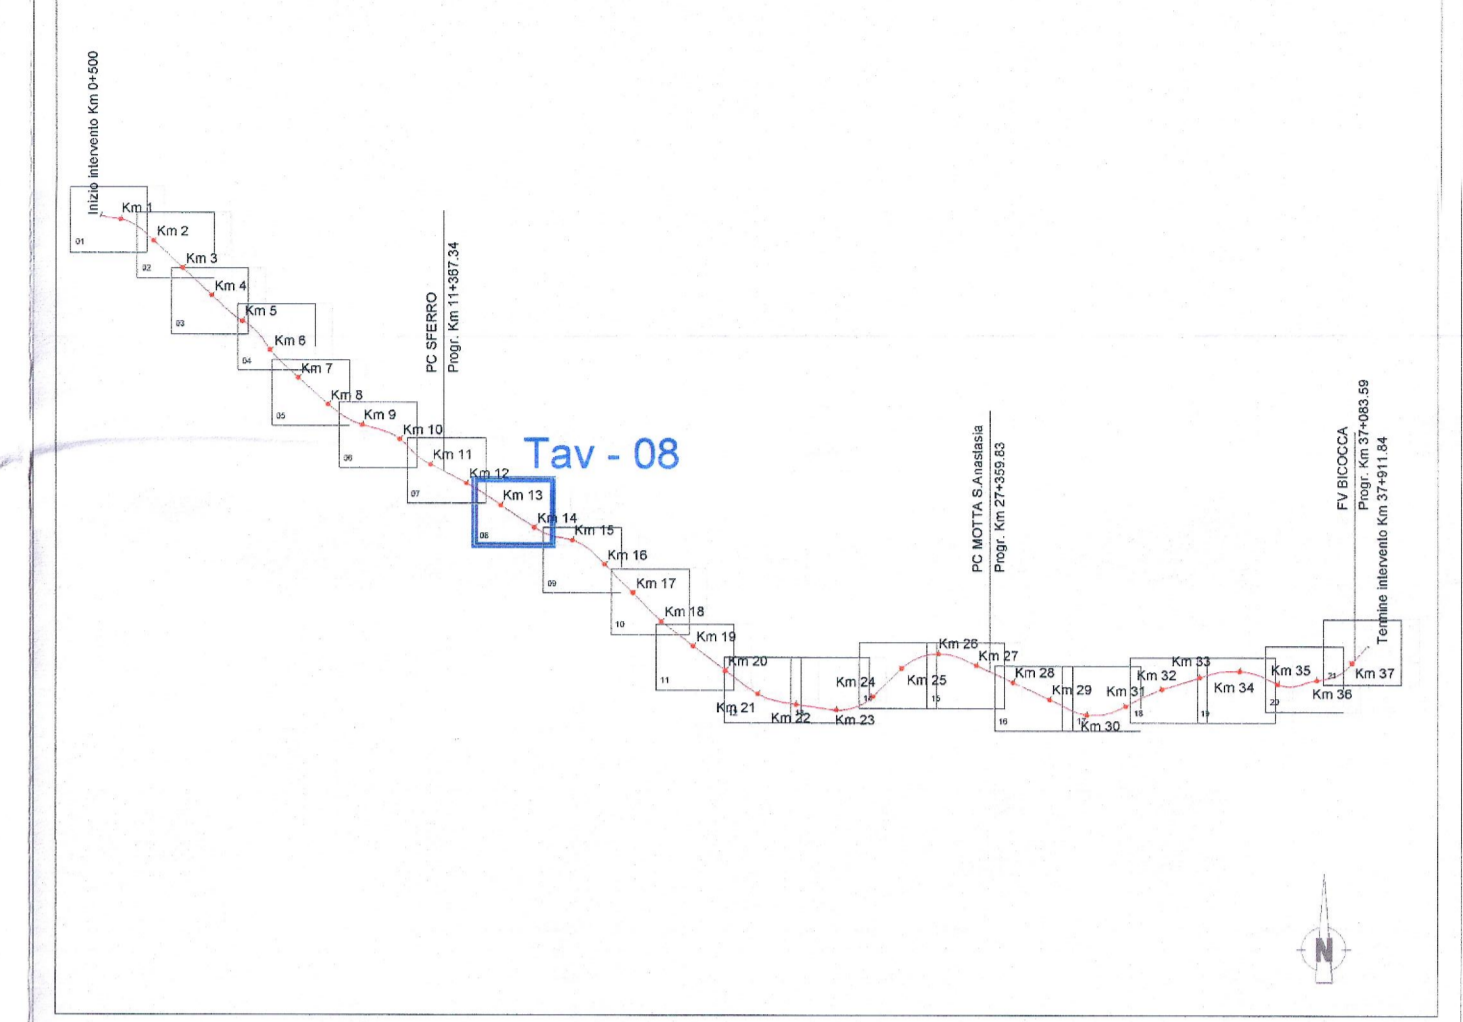 Inizio intervento Km 0+500
Km 1
01
Km 2
02
Km 3
Km 4
03
Km 5
Km 6
04
Km 7
Km 8
05
Km 9
Km 10
06
PC SFERRO
Progr. Km 11+367.34
Km 11
07
Km 12
Tav - 08
Km 13
08
Km 14
Km 15
09
Km 16
Km 17
10
Km 18
Km 19
11
Km 20
Km 21
12
Km 22
13
Km 23
Km 24
14
Km 25
15
Km 26
PC MOTTA S.Anastasia
Progr. Km 27+359.83
Km 27
Km 28
16
Km 29
17
Km 30
Km 31
18
Km 32
Km 33
19
Km 34
Km 35
20
Km 36
FV BICOCCA
Progr. Km 37+083.59
Termine intervento Km 37+911.84
21
Km 37
N